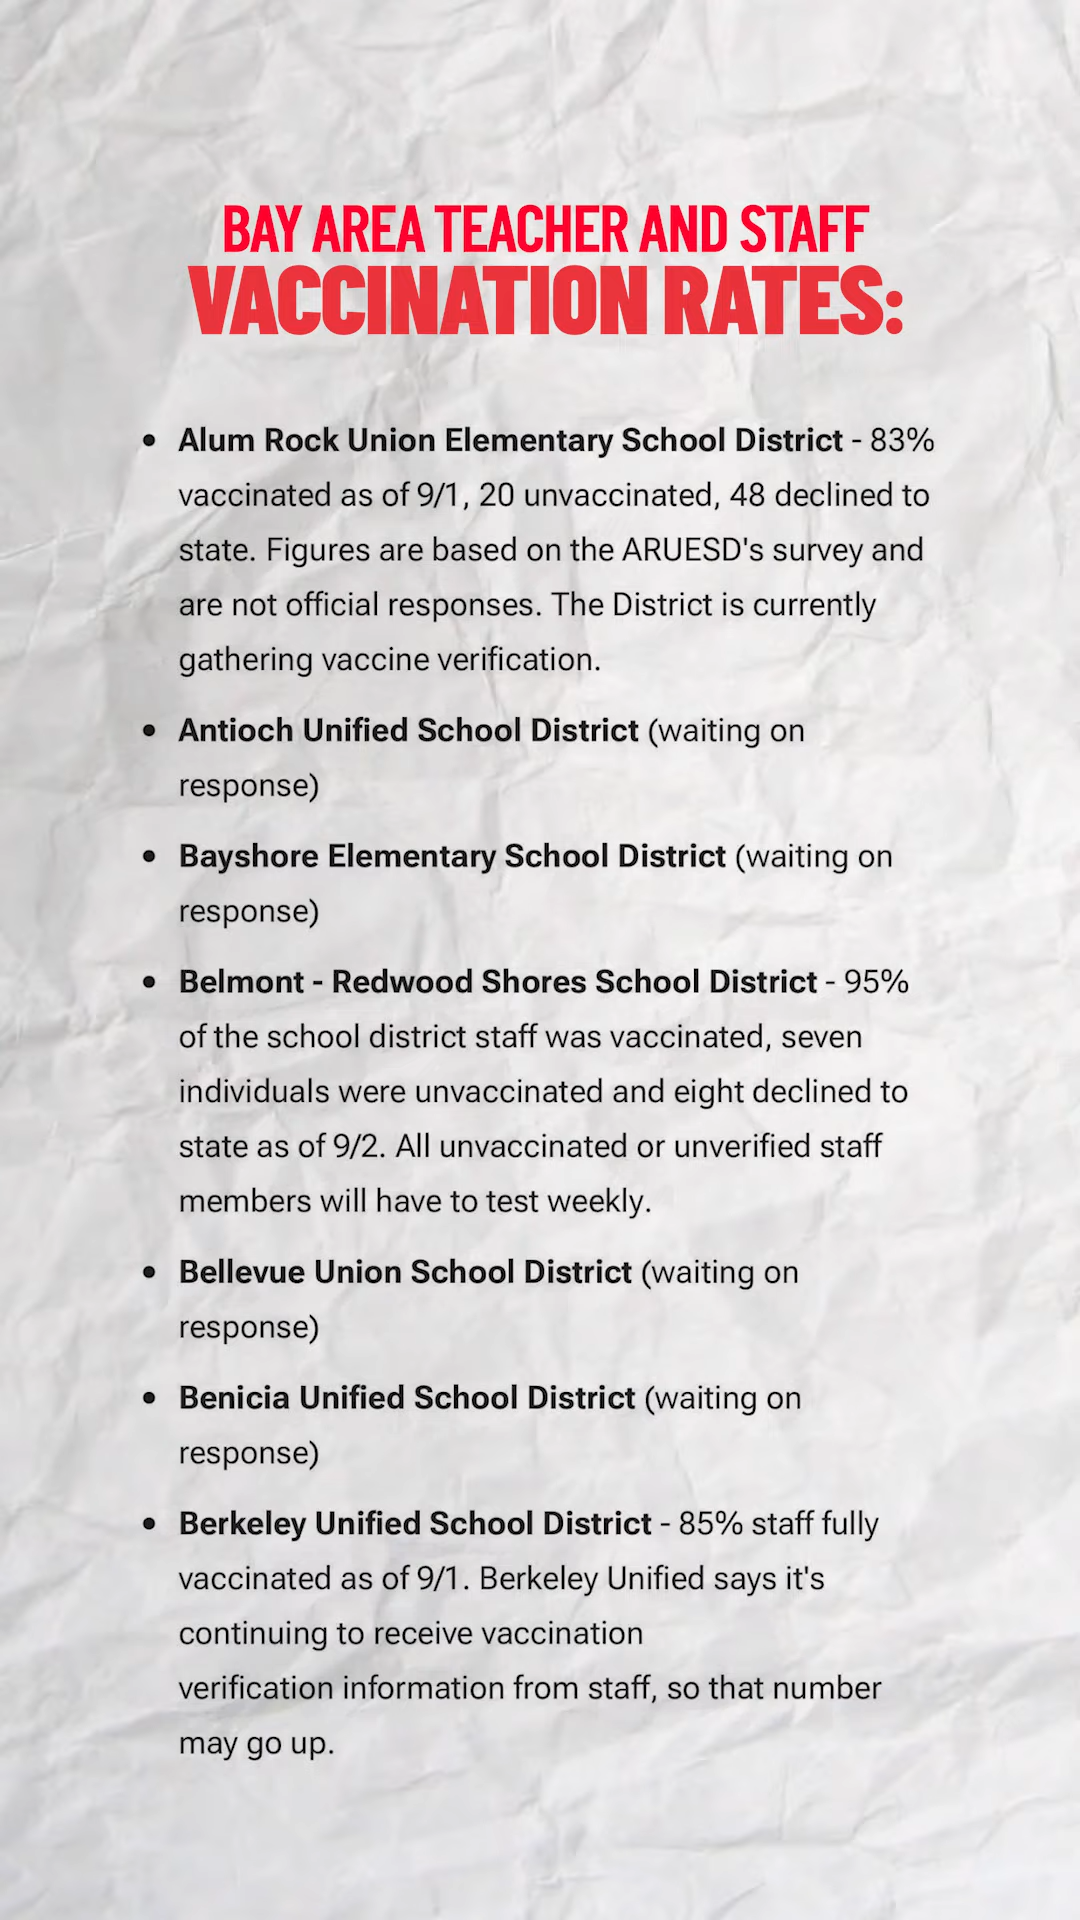 BAY AREA TEACHER AND STAFF
VACCINATION RATES:
• Alum Rock Union Elementary School District - 83%
vaccinated as of 9/1, 20 unvaccinated, 48 declined to
state. Figures are based on the ARUESD's survey and
are not official responses. The District is currently
gathering vaccine verification.
• Antioch Unified School District (waiting on
response)
• Bayshore Elementary School District (waiting on
response)
• Belmont - Redwood Shores School District - 95%
of the school district staff was vaccinated, seven
individuals were unvaccinated and eight declined to
state as of 9/2. All unvaccinated or unverified staff
members will have to test weekly.
• Bellevue Union School District (waiting on
response)
• Benicia Unified School District (waiting on
response)
• Berkeley Unified School District - 85% staff fully
vaccinated as of 9/1. Berkeley Unified says it's
continuing to receive vaccination
verification information from staff, so that number
may go up.